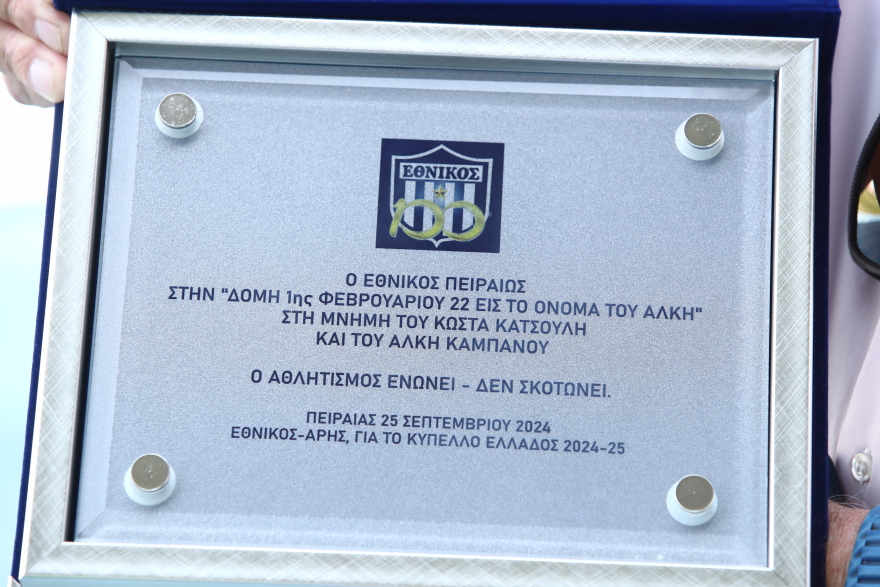 ΕΘΝΙΚΟΣ
100
Ο ΕΘΝΙΚΟΣ ΠΕΙΡΑΙΩΣ
ΣΤΗΝ "ΔΟΜΗ 1ης ΦΕΒΡΟΥΑΡΙΟΥ 22 ΕΙΣ ΤΟ ΟΝΟΜΑ ΤΟΥ ΑΛΚΗ"
ΣΤΗ ΜΝΗΜΗ ΤΟΥ ΚΩΣΤΑ ΚΑΤΣΟΥΛΗ
ΚΑΙ ΤΟΥ ΑΛΚΗ ΚΑΜΠΑΝΟΥ
Ο ΑΘΛΗΤΙΣΜΟΣ ΕΝΩΝΕΙ - ΔΕΝ ΣΚΟΤΩΝΕΙ.
ΠΕΙΡΑΙΑΣ 25 ΣΕΠΤΕΜΒΡΙΟΥ 2024
ΕΘΝΙΚΟΣ-ΑΡΗΣ, ΓΙΑ ΤΟ ΚΥΠΕΛΛΟ ΕΛΛΑΔΟΣ 2024-25